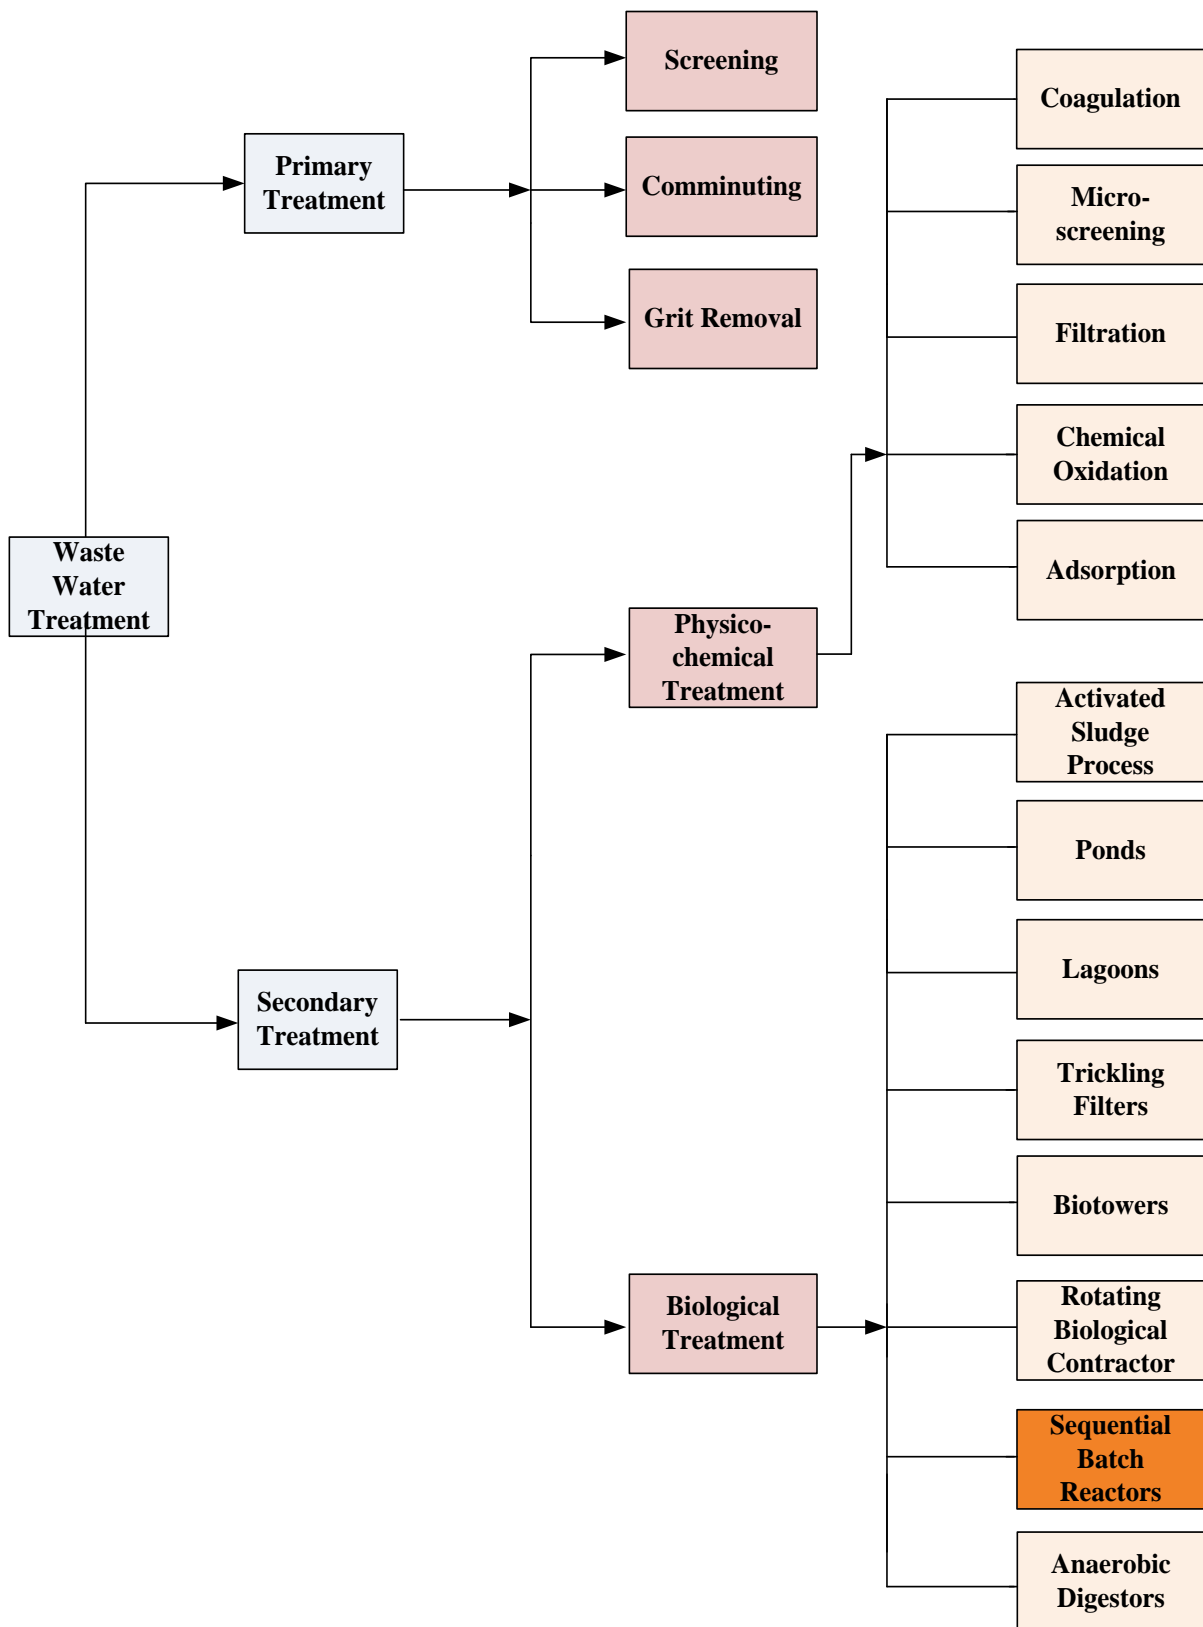 Screening
Coagulation
Primary
Treatment
Comminuting
Micro-
screening
Grit Removal
Filtration
Chemical
Oxidation
Waste
Water
Treatment
Adsorption
Physico-
chemical
Treatment
Activated
Sludge
Process
Ponds
Lagoons
Secondary
Treatment
Trickling
Filters
Biotowers
Biological
Treatment
Rotating
Biological
Contractor
Sequential
Batch
Reactors
Anaerobic
Digestors